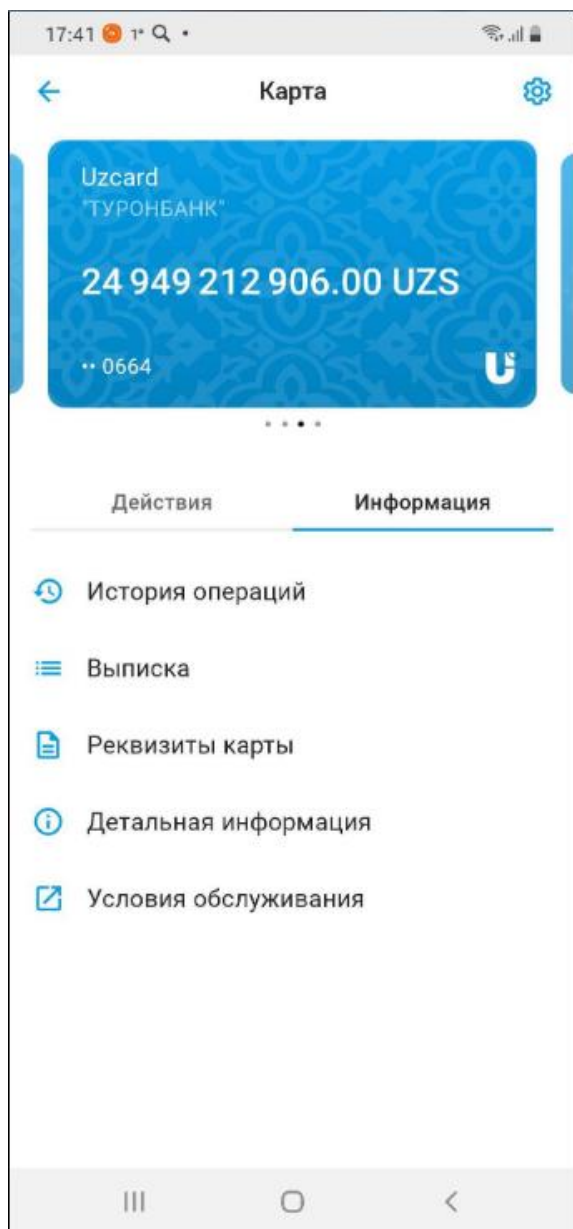 17:41 1° •
Карта
Uzcard
"ТУРОНБАНК"
24 949 212 906.00 UZS
•• 0664
Действия
Информация
История операций
Выписка
Реквизиты карты
Детальная информация
Условия обслуживания